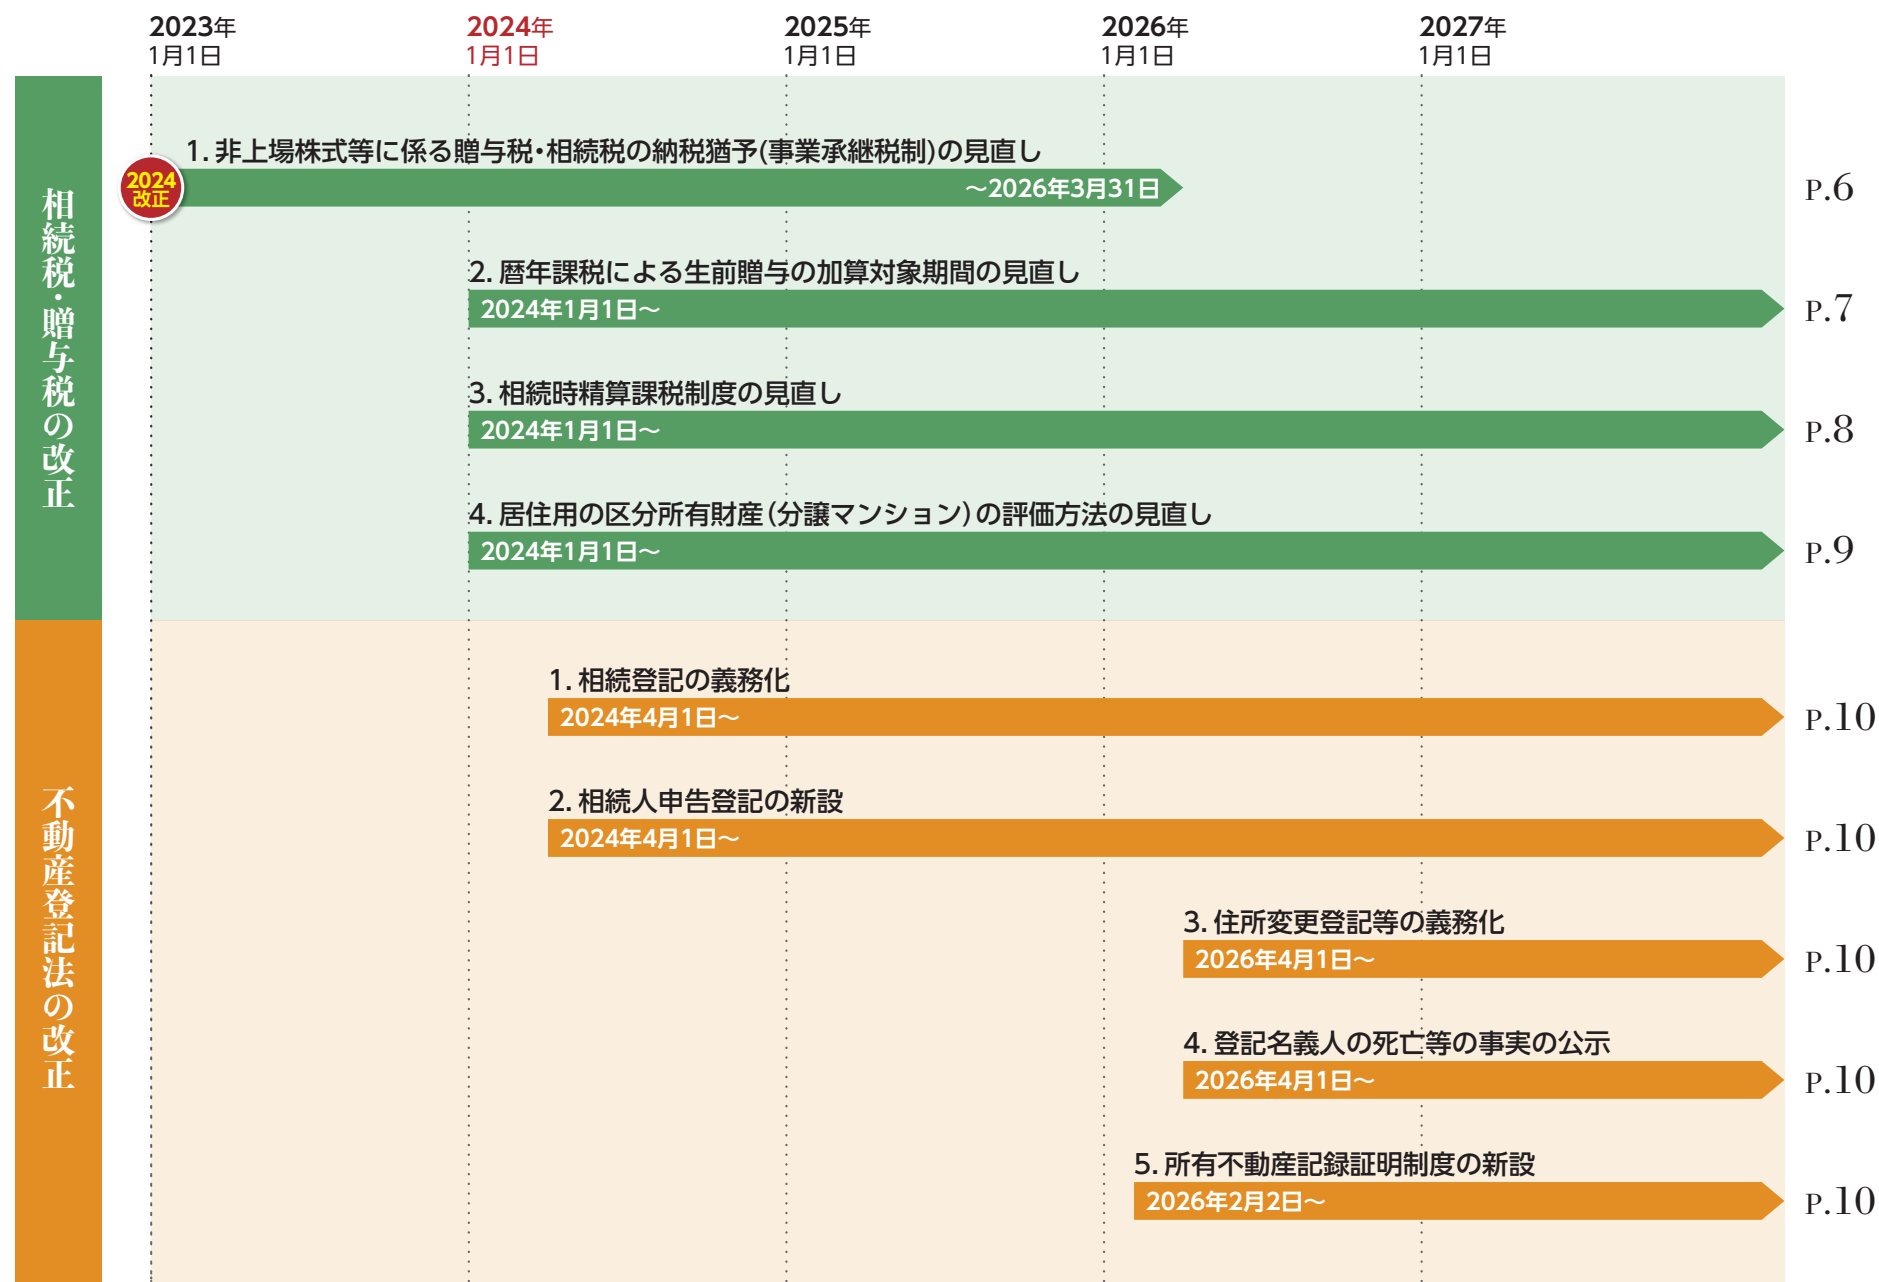 2023年
1月1日
2024年
1月1日
2025年
1月1日
2026年
1月1日
2027年
1月1日
相続税・贈与税の改正
1. 非上場株式等に係る贈与税・相続税の納税猶予(事業承継税制)の見直し
2024
改正
～2026年3月31日
P.6
2. 暦年課税による生前贈与の加算対象期間の見直し
2024年1月1日～
P.7
3. 相続時精算課税制度の見直し
2024年1月1日～
P.8
4. 居住用の区分所有財産(分譲マンション)の評価方法の見直し
2024年1月1日～
P.9
不動産登記法の改正
1. 相続登記の義務化
2024年4月1日～
P.10
2. 相続人申告登記の新設
2024年4月1日～
P.10
3. 住所変更登記等の義務化
2026年4月1日～
P.10
4. 登記名義人の死亡等の事実の公示
2026年4月1日～
P.10
5. 所有不動産記録証明制度の新設
2026年2月2日～
P.10